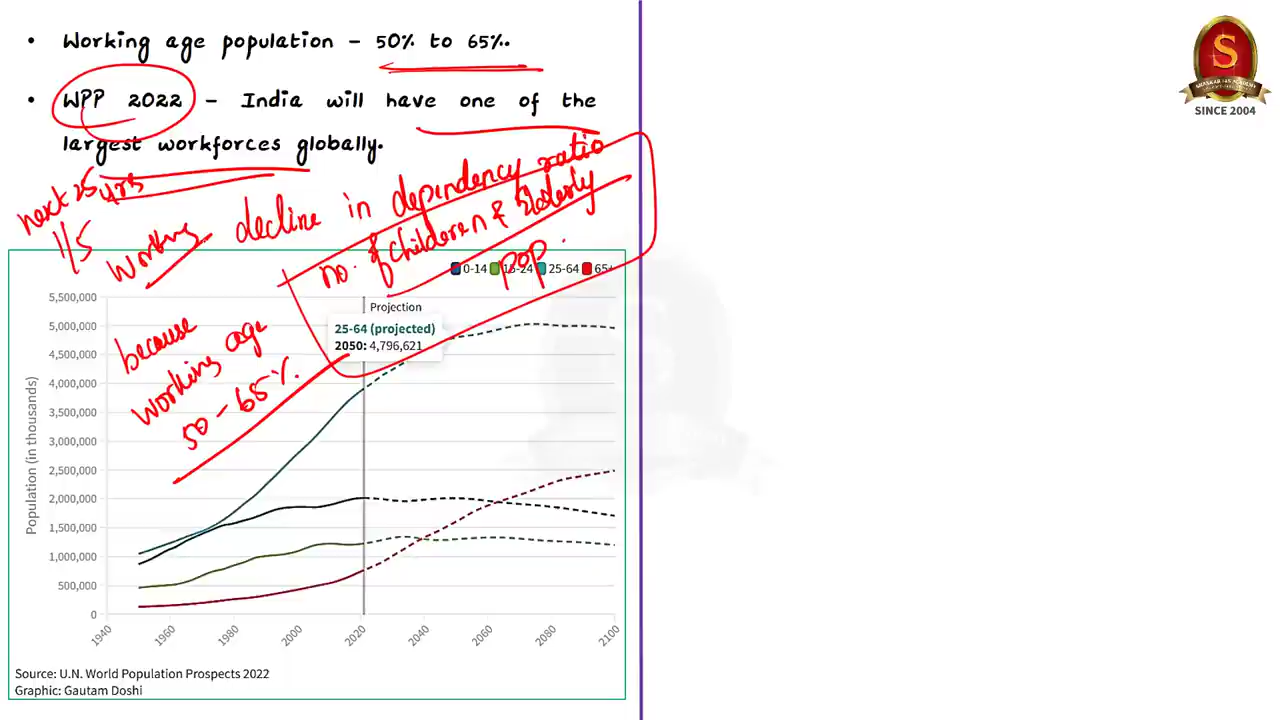 • Working age population – 50% to 65%.
• WPP 2022 – India will have one of the
largest workforces globally.
next 25 yrs
1/5
working
decline in dependency ratio
no. of children & elderly
pop.
0-14 15-24 25-64 65+
because
working age
50 – 65%
Projection
25-64 (projected)
2050: 4,796,621
Population (in thousands)
5,500,000
5,000,000
4,500,000
4,000,000
3,500,000
3,000,000
2,500,000
2,000,000
1,500,000
1,000,000
500,000
0
1940 1960 1980 2000 2020 2040 2060 2080 2100
Source: U.N. World Population Prospects 2022
Graphic: Gautam Doshi
S
SINCE 2004